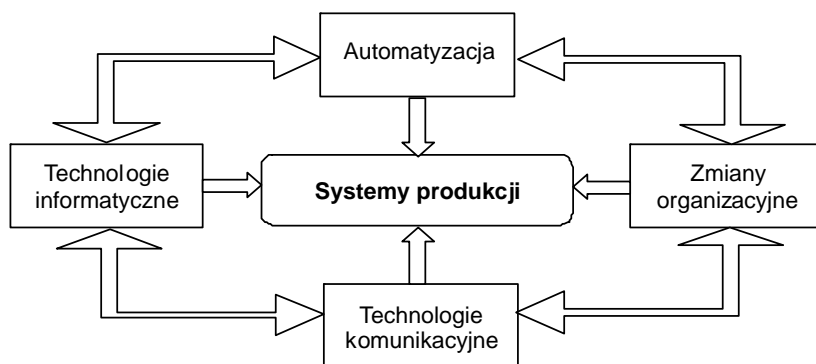 Automatyzacja
Technologie
informatyczne
Systemy produkcji
Zmiany
organizacyjne
Technologie
komunikacyjne